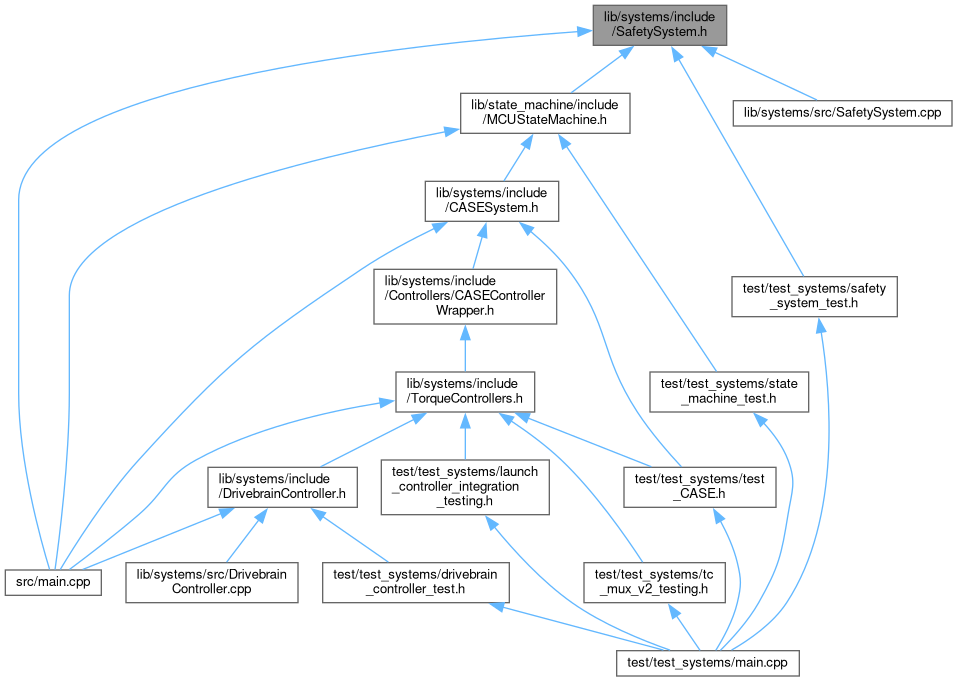 lib/systems/include
/SafetySystem.h
lib/state_machine/include
/MCUStateMachine.h
lib/systems/src/SafetySystem.cpp
lib/systems/include
/CASESystem.h
lib/systems/include
/Controllers/CASEController
Wrapper.h
test/test_systems/safety
_system_test.h
lib/systems/include
/TorqueControllers.h
test/test_systems/state
_machine_test.h
lib/systems/include
/DrivebrainController.h
test/test_systems/launch
_controller_integration
_testing.h
test/test_systems/test
_CASE.h
src/main.cpp
lib/systems/src/Drivebrain
Controller.cpp
test/test_systems/drivebrain
_controller_test.h
test/test_systems/tc
_mux_v2_testing.h
test/test_systems/main.cpp